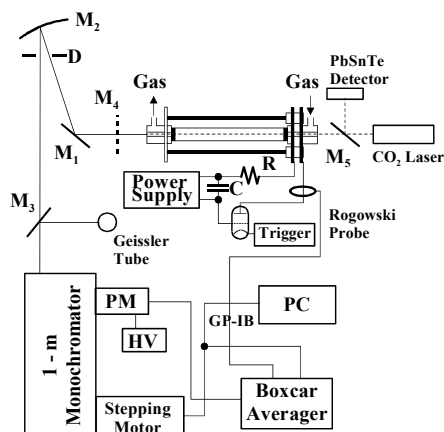 M2
D
Gas
Gas
PbSnTe
Detector
M4
M1
M5
CO2 Laser
R
Power
Supply
C
M3
Geissler
Tube
Trigger
Rogowski
Probe
1 - m
Monochromator
PM
HV
GP-IB
PC
Stepping
Motor
Boxcar
Averager